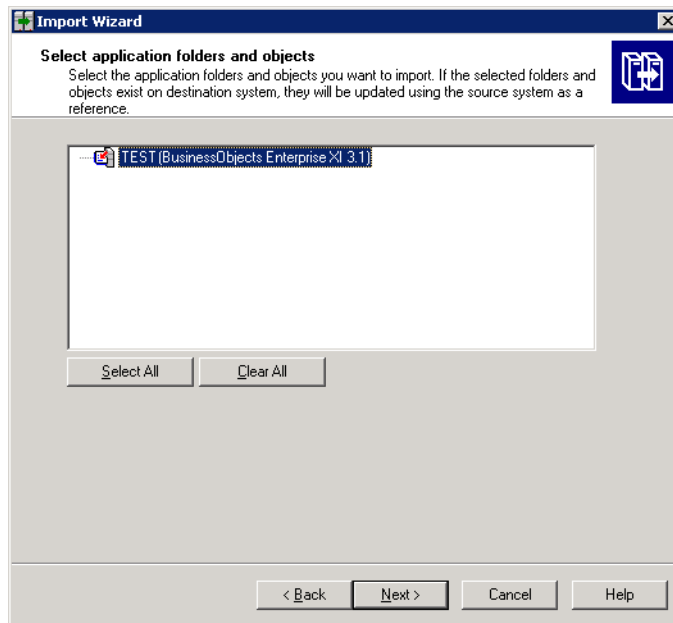 Import Wizard
Select application folders and objects
Select the application folders and objects you want to import. If the selected folders and
objects exist on destination system, they will be updated using the source system as a
reference.
TEST(BusinessObjects Enterprise XI 3.1)
Select All Clear All
< Back Next > Cancel Help